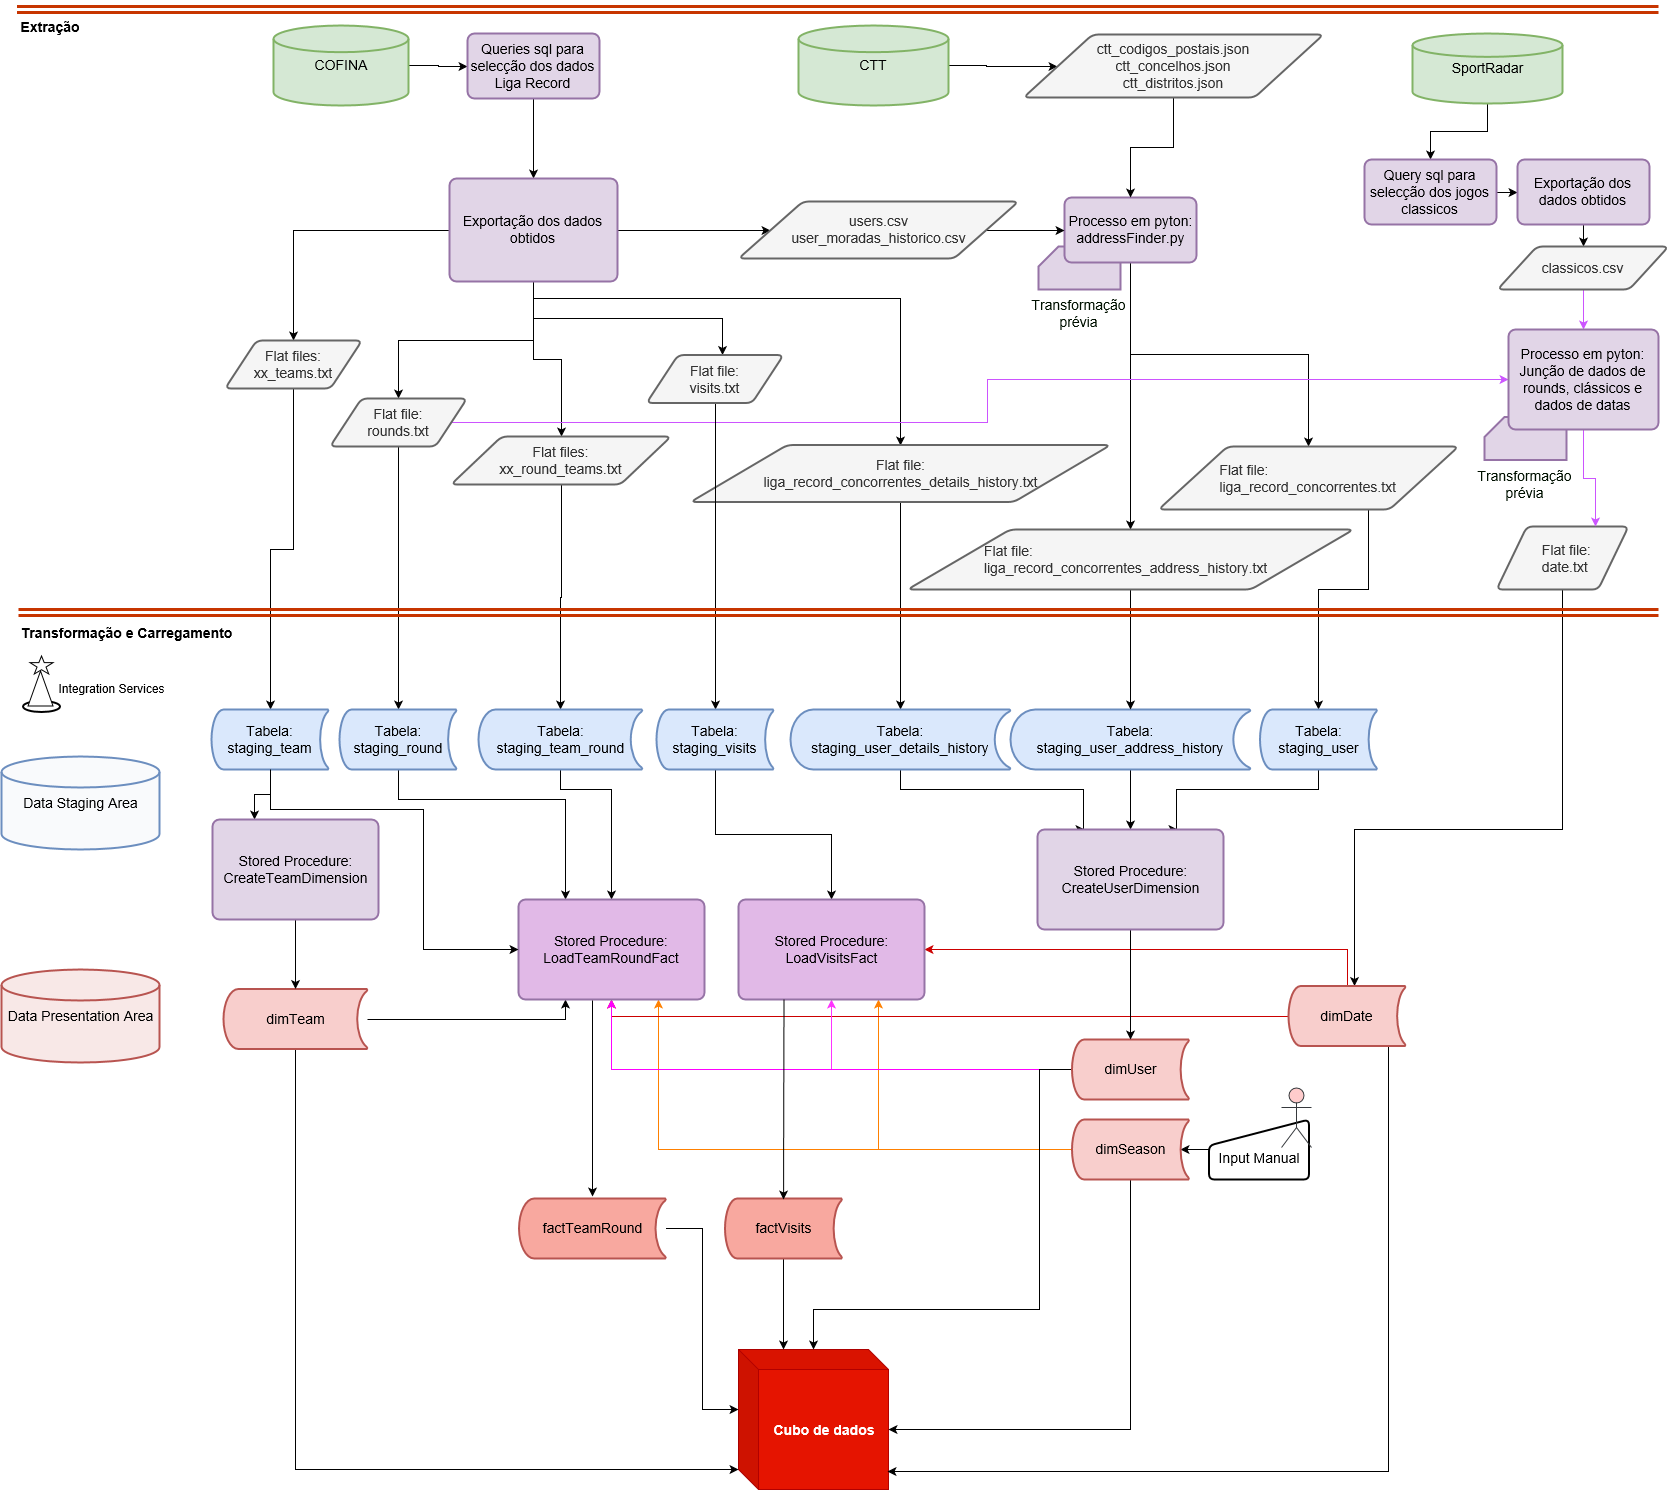 Extração
COFINA
Queries sql para
selecção dos dados
Liga Record
CTT
ctt_codigos_postais.json
ctt_concelhos.json
ctt_distritos.json
SportRadar
Query sql para
selecção dos jogos
classicos
Exportação dos
dados obtidos
Exportação dos dados
obtidos
users.csv
user_moradas_historico.csv
Processo em pyton:
addressFinder.py
classicos.csv
Transformação
prévia
Flat files:
xx_teams.txt
Flat file:
visits.txt
Processo em pyton:
Junção de dados de
rounds, clássicos e
dados de datas
Flat file:
rounds.txt
Flat files:
xx_round_teams.txt
Flat file:
liga_record_concorrentes_details_history.txt
Flat file:
liga_record_concorrentes.txt
Transformação
prévia
Flat file:
liga_record_concorrentes_address_history.txt
Flat file:
date.txt
Transformação e Carregamento
Integration Services
Tabela:
staging_team
Tabela:
staging_round
Tabela:
staging_team_round
Tabela:
staging_visits
Tabela:
staging_user_details_history
Tabela:
staging_user_address_history
Tabela:
staging_user
Data Staging Area
Stored Procedure:
CreateTeamDimension
Stored Procedure:
CreateUserDimension
Stored Procedure:
LoadTeamRoundFact
Stored Procedure:
LoadVisitsFact
Data Presentation Area
dimTeam
dimDate
dimUser
dimSeason
Input Manual
factTeamRound
factVisits
Cubo de dados